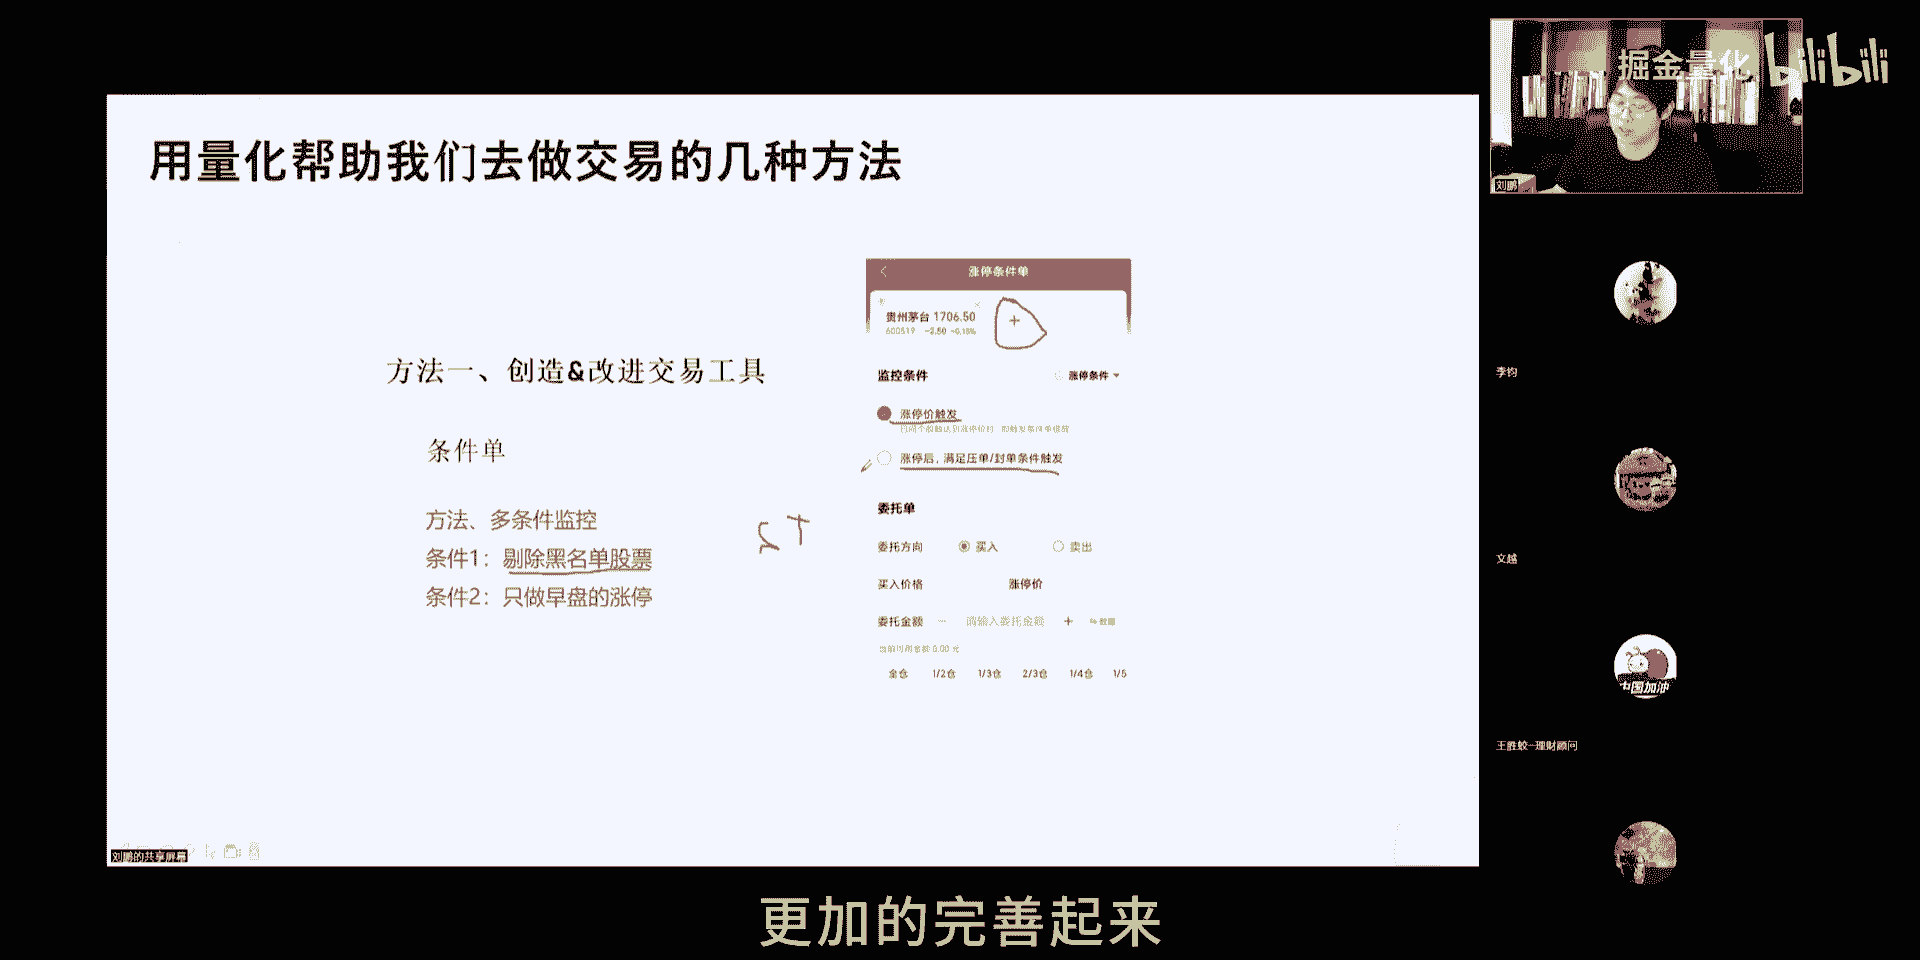 掘金量化 bilibili
用量化帮助我们去做交易的几种方法
方法一、创造&改进交易工具
条件单
方法、多条件监控
条件1：剔除黑名单股票
条件2：只做早盘的涨停
ST
涨停条件单
贵州茅台 1706.50
600519 -2.50 -0.15%
+
监控条件
涨停条件
涨停价触发
涨停后，满足压单/封单条件触发
委托单
委托方向 买入 卖出
买入价格 涨停价
委托金额 请输入委托金额 +
全仓 1/2仓 1/3仓 2/3仓 1/4仓 1/5
刘鹏
李钧
文越
中国加油
王胜蛟-理财顾问
刘鹏的共享屏幕
更加的完善起来